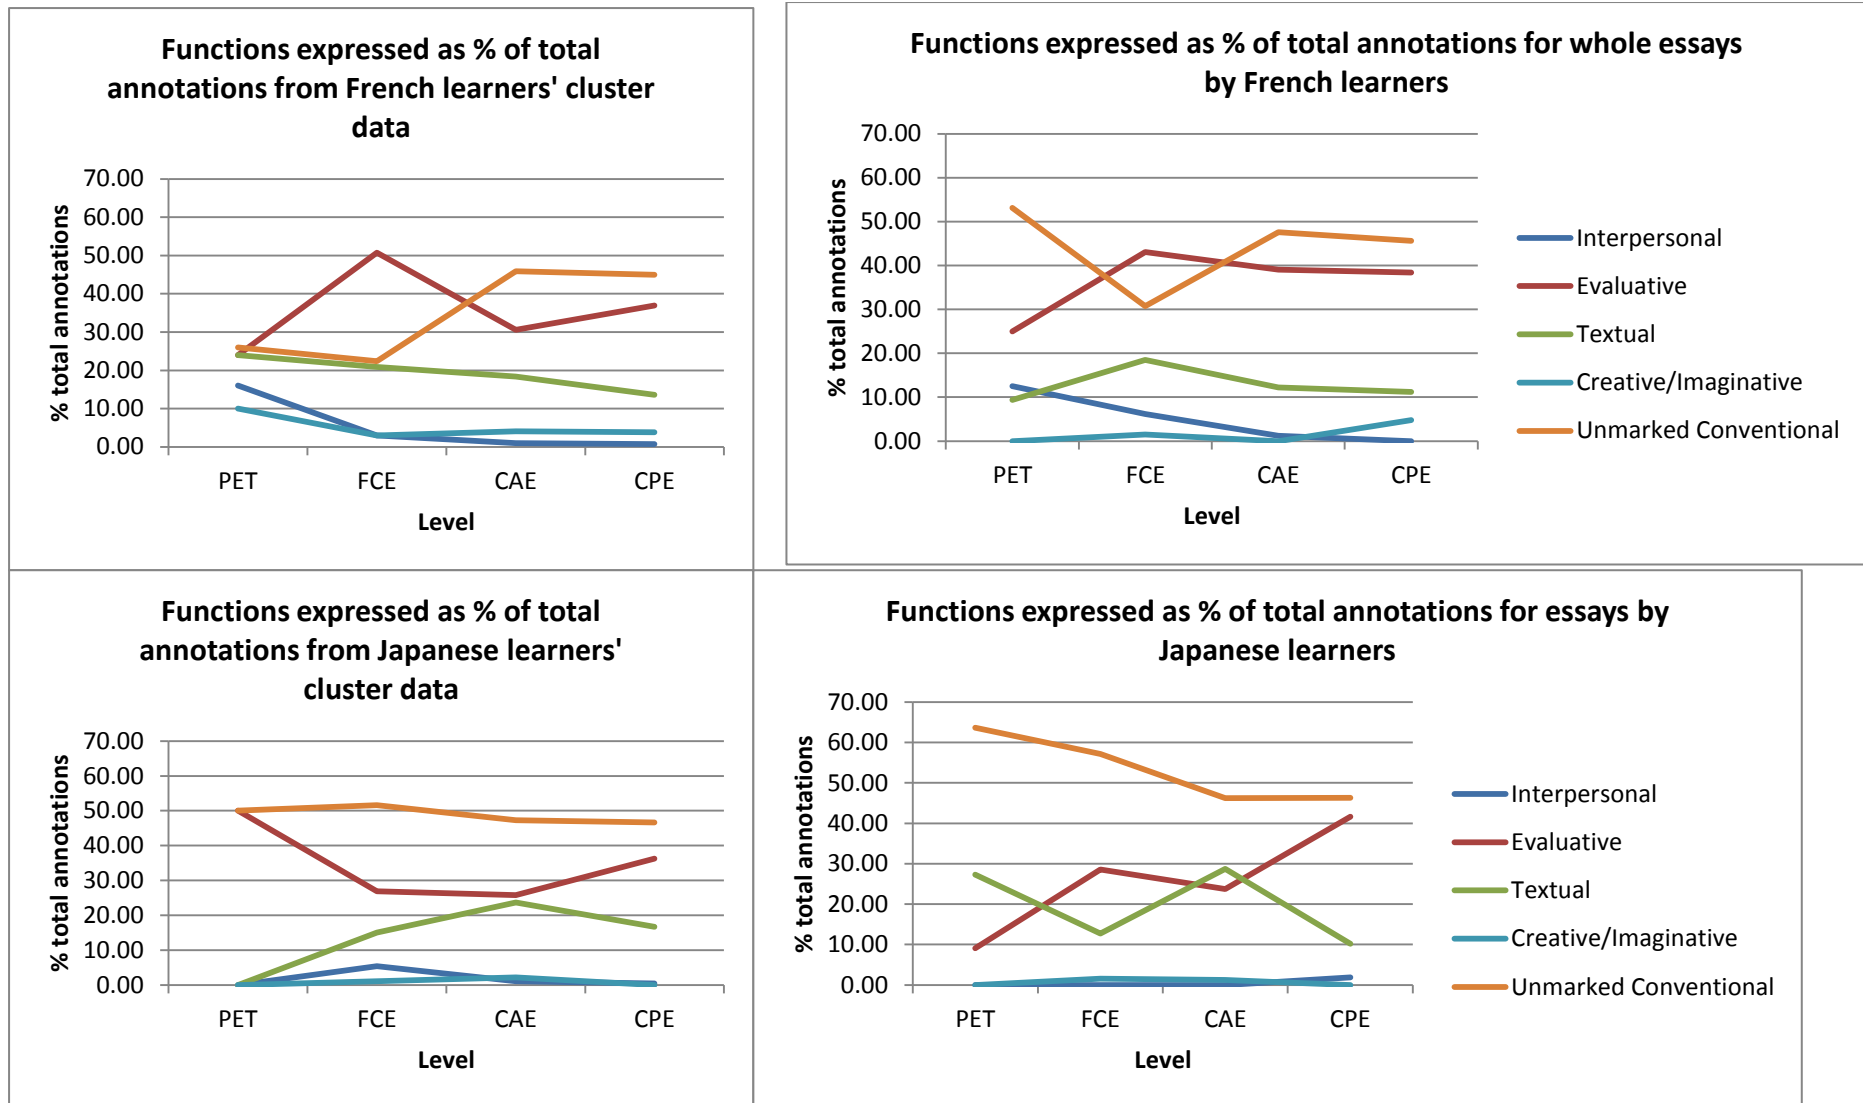 Functions expressed as % of total
annotations from French learners' cluster
data
% total annotations
70.00
60.00
50.00
40.00
30.00
20.00
10.00
0.00
PET FCE CAE CPE
Level
Functions expressed as % of total annotations for whole essays
by French learners
% total annotations
70.00
60.00
50.00
40.00
30.00
20.00
10.00
0.00
PET FCE CAE CPE
Level
Interpersonal
Evaluative
Textual
Creative/Imaginative
Unmarked Conventional
Functions expressed as % of total
annotations from Japanese learners'
cluster data
% total annotations
70.00
60.00
50.00
40.00
30.00
20.00
10.00
0.00
PET FCE CAE CPE
Level
Functions expressed as % of total annotations for essays by
Japanese learners
% total annotations
70.00
60.00
50.00
40.00
30.00
20.00
10.00
0.00
PET FCE CAE CPE
Level
Interpersonal
Evaluative
Textual
Creative/Imaginative
Unmarked Conventional